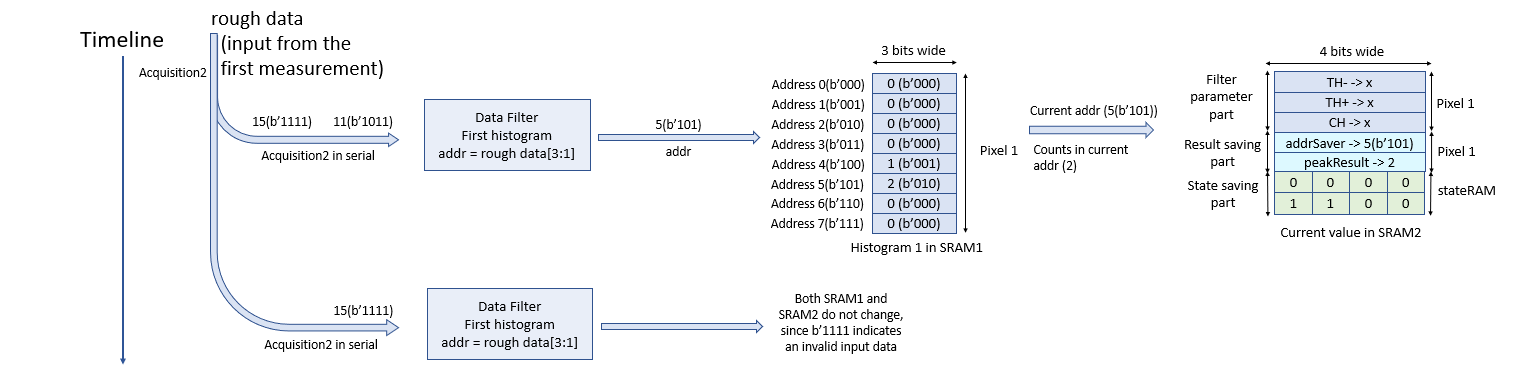 Timeline
rough data
(input from the
first measurement)
Acquisition2
15(b'1111) 11(b'1011)
Acquisition2 in serial
Data Filter
First histogram
addr = rough data[3:1]
5(b'101)
addr
3 bits wide
Address 0(b'000) 0 (b'000)
Address 1(b'001) 0 (b'000)
Address 2(b'010) 0 (b'000)
Address 3(b'011) 0 (b'000)
Address 4(b'100) 1 (b'001)
Address 5(b'101) 2 (b'010)
Address 6(b'110) 0 (b'000)
Address 7(b'111) 0 (b'000)
Pixel 1
Histogram 1 in SRAM1
Current addr (5(b'101))
Counts in current
addr (2)
4 bits wide
Filter
parameter
part
TH- -> x
TH+ -> x
CH -> x
Pixel 1
Result saving
part
addrSaver -> 5(b'101)
peakResult -> 2
Pixel 1
State saving
part
0 0 0 0
1 1 0 0
stateRAM
Current value in SRAM2
15(b'1111)
Acquisition2 in serial
Data Filter
First histogram
addr = rough data[3:1]
Both SRAM1 and
SRAM2 do not change,
since b'1111 indicates
an invalid input data